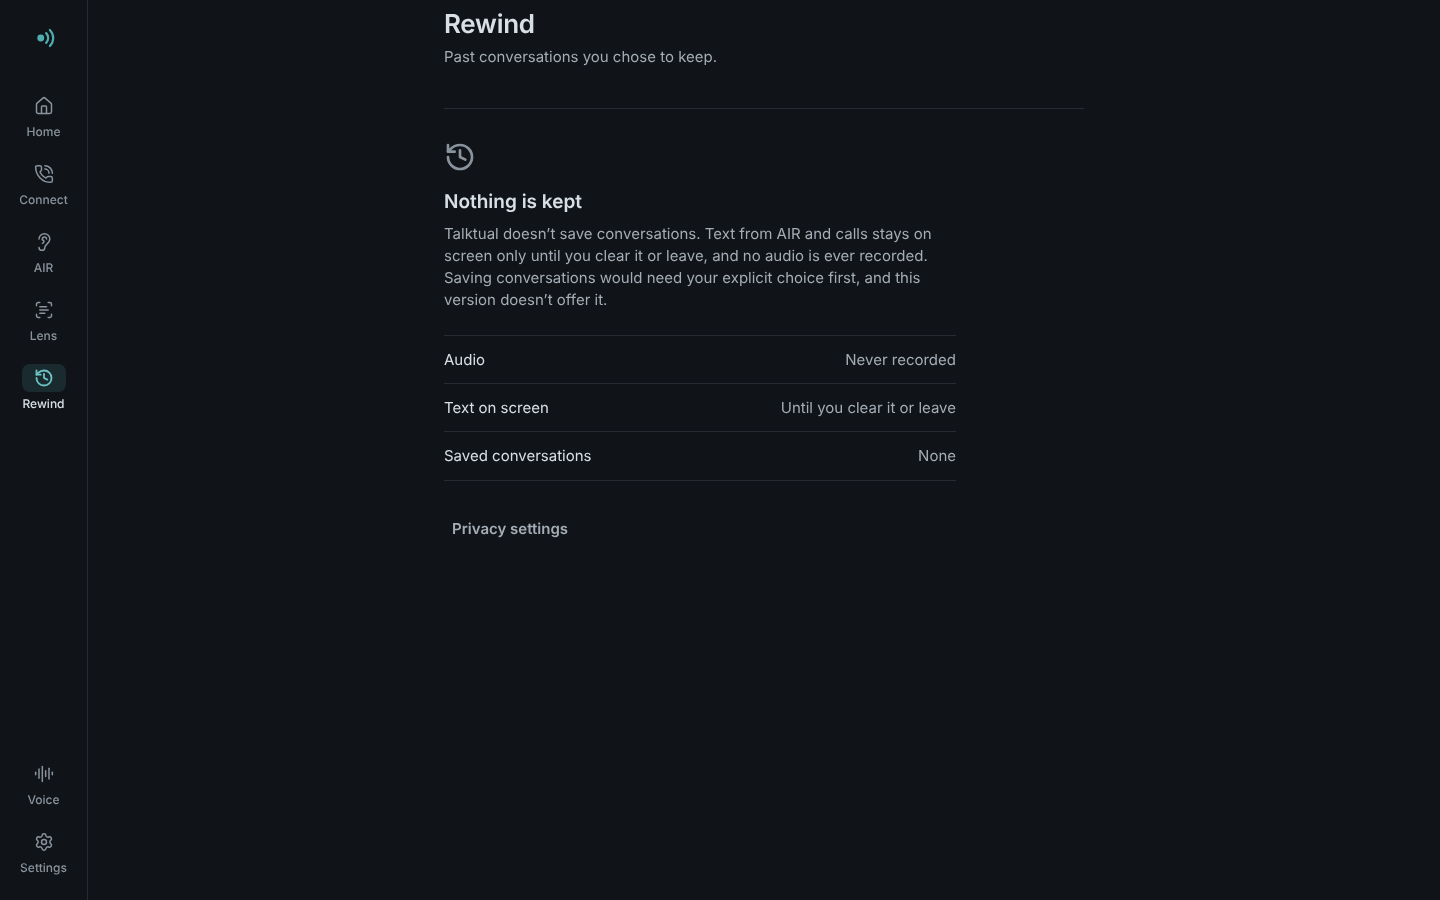 Rewind
Past conversations you chose to keep.
Home
Connect
AIR
Lens
Rewind
Nothing is kept
Talktual doesn’t save conversations. Text from AIR and calls stays on
screen only until you clear it or leave, and no audio is ever recorded.
Saving conversations would need your explicit choice first, and this
version doesn’t offer it.
Audio Never recorded
Text on screen Until you clear it or leave
Saved conversations None
Privacy settings
Voice
Settings